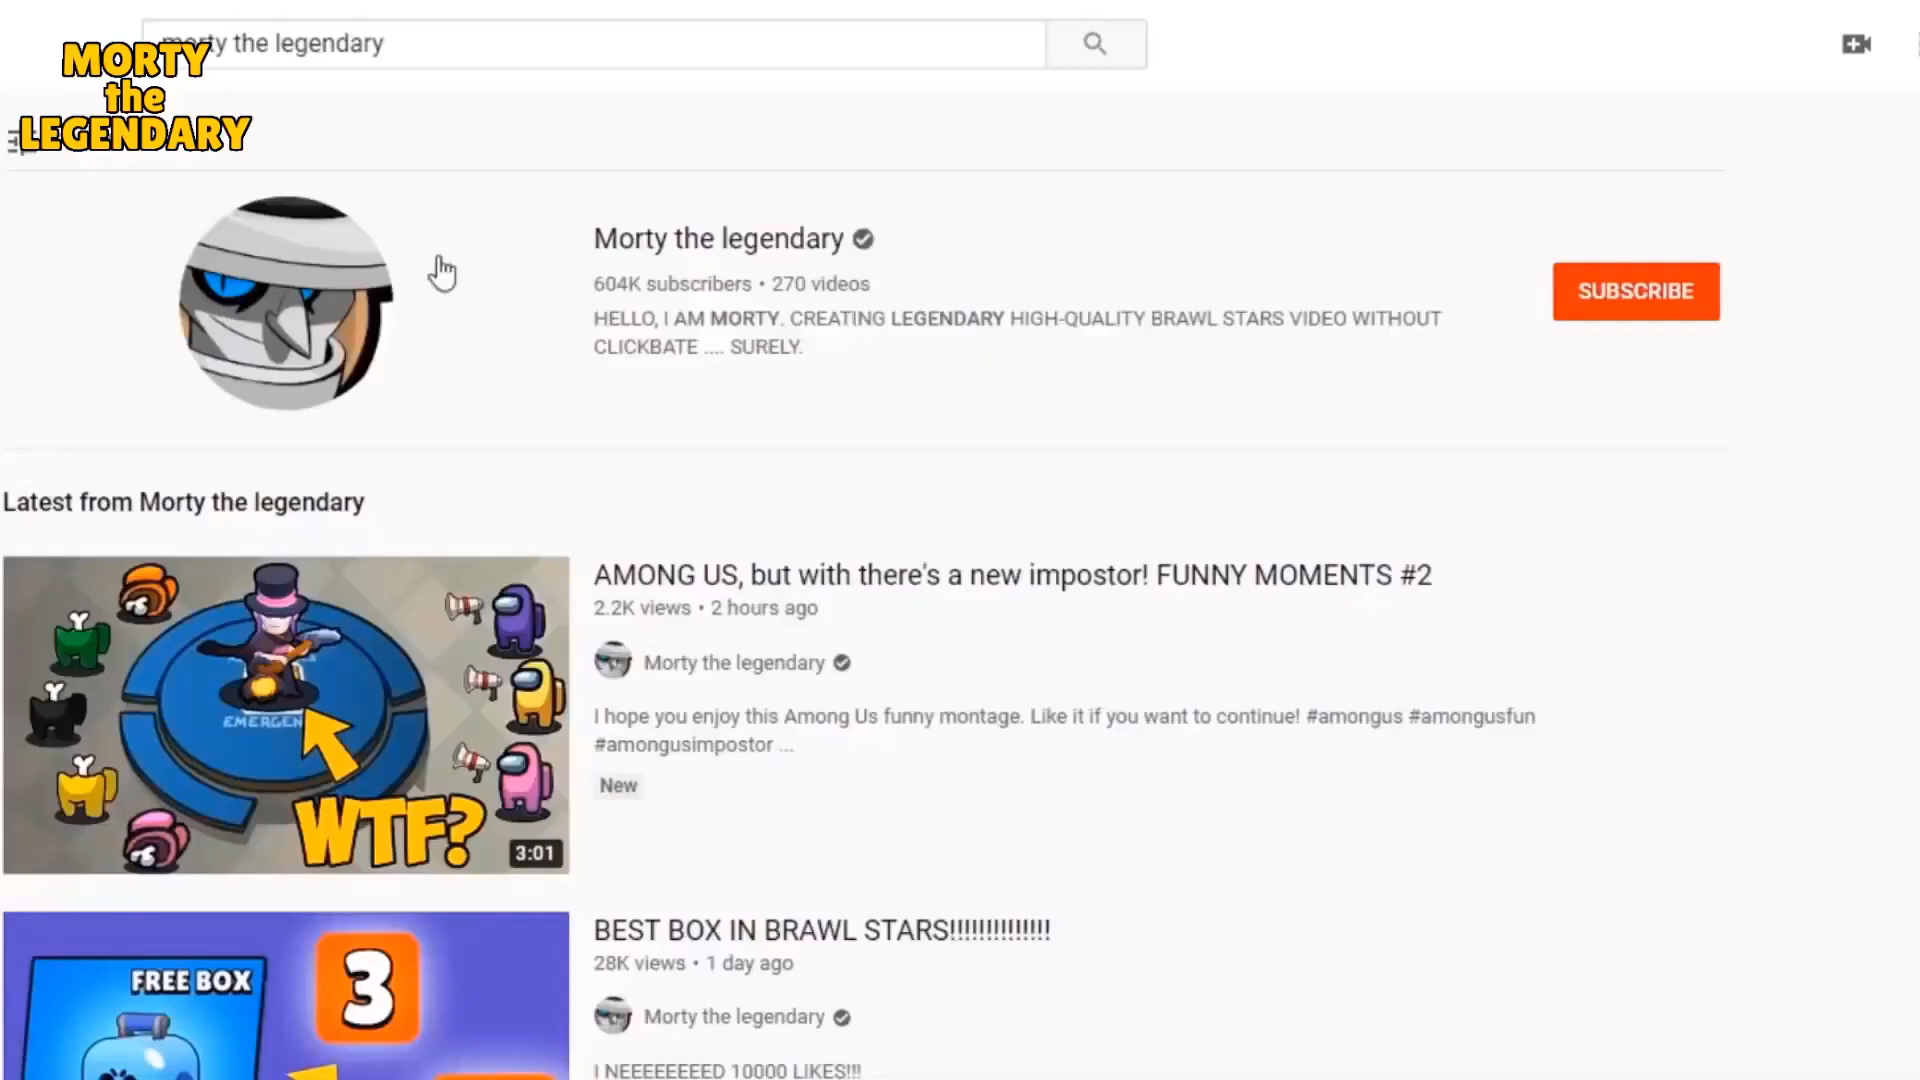 morty the legendary
MORTY
the
LEGENDARY
Morty the legendary
604K subscribers • 270 videos
HELLO, I AM MORTY. CREATING LEGENDARY HIGH-QUALITY BRAWL STARS VIDEO WITHOUT
CLICKBATE .... SURELY.
SUBSCRIBE
Latest from Morty the legendary
EMERGEN
WTF?
3:01
AMONG US, but with there's a new impostor! FUNNY MOMENTS #2
2.2K views • 2 hours ago
Morty the legendary
I hope you enjoy this Among Us funny montage. Like it if you want to continue! #amongus #amongusfun
#amongusimpostor ...
New
FREE BOX
3
BEST BOX IN BRAWL STARS!!!!!!!!!!!!!!
28K views • 1 day ago
Morty the legendary
I NEEEEEEEED 10000 LIKES!!!